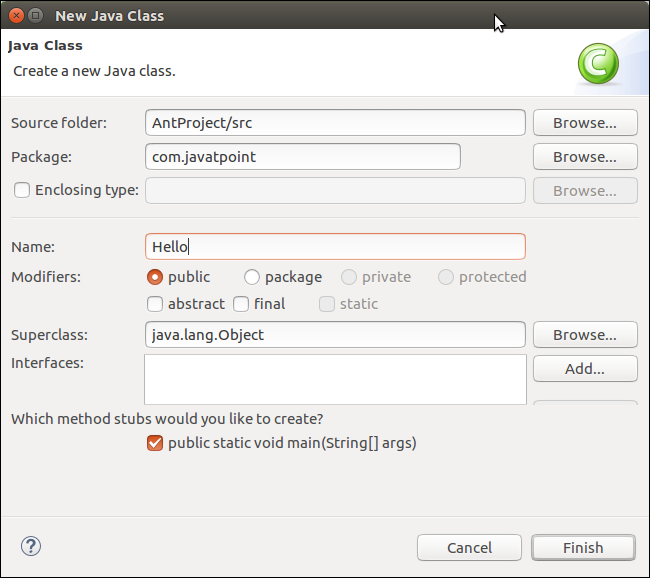 New Java Class
Java Class
Create a new Java class.
C
Source folder: AntProject/src Browse...
Package: com.javatpoint Browse...
Enclosing type: Browse...
Name: Hello
Modifiers: public package private protected
abstract final static
Superclass: java.lang.Object Browse...
Interfaces: Add...
Which method stubs would you like to create?
public static void main(String[] args)
? Cancel Finish